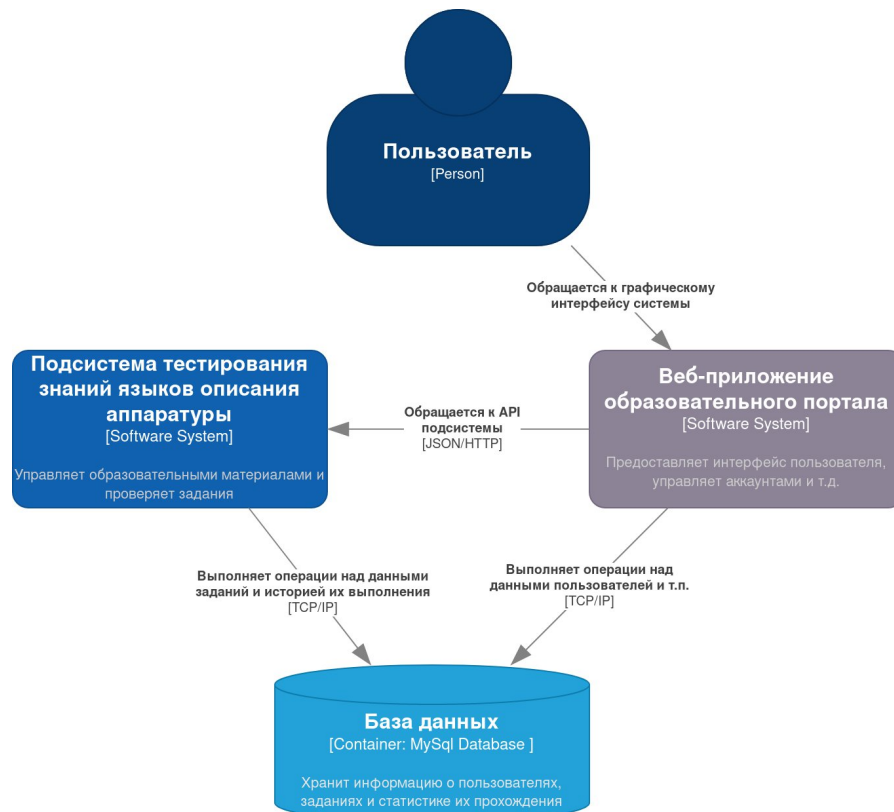 Пользователь
[Person]
Обращается к графическому
интерфейсу системы
Подсистема тестирования
знаний языков описания
аппаратуры
[Software System]
Управляет образовательными материалами и
проверяет задания
Обращается к API
подсистемы
[JSON/HTTP]
Веб-приложение
образовательного портала
[Software System]
Предоставляет интерфейс пользователя,
управляет аккаунтами и т.д.
Выполняет операции над данными
заданий и историей их выполнения
[TCP/IP]
Выполняет операции над
данными пользователей и т.п.
[TCP/IP]
База данных
[Container: MySql Database ]
Хранит информацию о пользователях,
заданиях и статистике их прохождения